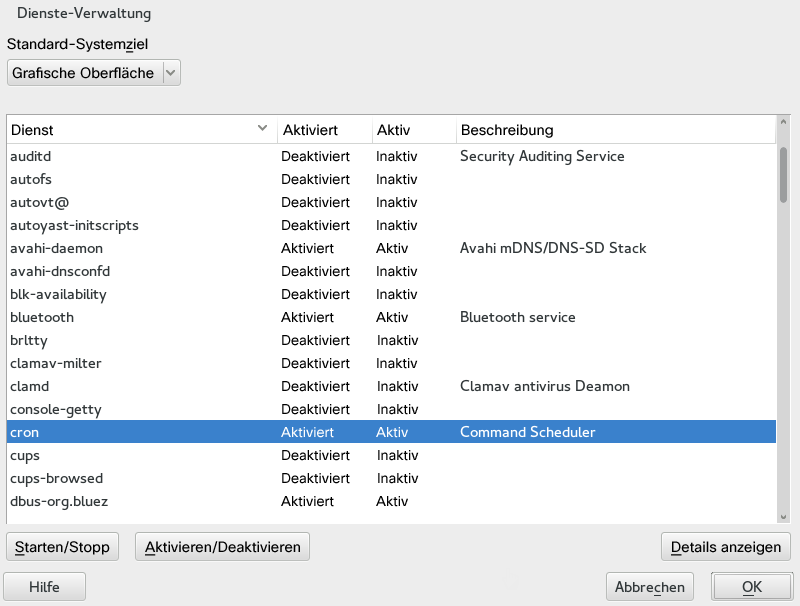 Dienste-Verwaltung
Standard-Systemziel
Grafische Oberfläche
Dienst Aktiviert Aktiv Beschreibung
auditd Deaktiviert Inaktiv Security Auditing Service
autofs Deaktiviert Inaktiv
autovt@ Deaktiviert Inaktiv
autoyast-initscripts Deaktiviert Inaktiv
avahi-daemon Aktiviert Aktiv Avahi mDNS/DNS-SD Stack
avahi-dnsconfd Deaktiviert Inaktiv
blk-availability Deaktiviert Inaktiv
bluetooth Aktiviert Aktiv Bluetooth service
brltty Deaktiviert Inaktiv
clamav-milter Deaktiviert Inaktiv
clamd Deaktiviert Inaktiv Clamav antivirus Deamon
console-getty Deaktiviert Inaktiv
cron Aktiviert Aktiv Command Scheduler
cups Deaktiviert Inaktiv
cups-browsed Deaktiviert Inaktiv
dbus-org.bluez Aktiviert Aktiv
Starten/Stopp Aktivieren/Deaktivieren Details anzeigen
Hilfe Abbrechen OK